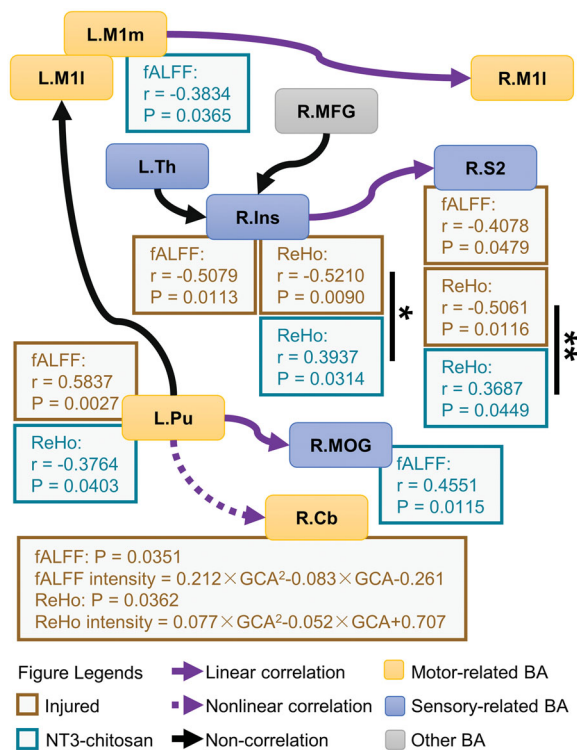 L.M1m
L.M1l
fALFF:
r = -0.3834
P = 0.0365
R.M1l
R.MFG
L.Th
R.S2
R.Ins
fALFF:
r = -0.4078
P = 0.0479
fALFF:
r = -0.5079
P = 0.0113
ReHo:
r = -0.5210
P = 0.0090
*
ReHo:
r = -0.5061
P = 0.0116
**
ReHo:
r = 0.3937
P = 0.0314
ReHo:
r = 0.3687
P = 0.0449
fALFF:
r = 0.5837
P = 0.0027
L.Pu
ReHo:
r = -0.3764
P = 0.0403
R.MOG
fALFF:
r = 0.4551
P = 0.0115
R.Cb
fALFF: P = 0.0351
fALFF intensity = 0.212×GCA²-0.083×GCA-0.261
ReHo: P = 0.0362
ReHo intensity = 0.077×GCA²-0.052×GCA+0.707
Figure Legends
Linear correlation
Motor-related BA
Injured
Nonlinear correlation
Sensory-related BA
NT3-chitosan
Non-correlation
Other BA